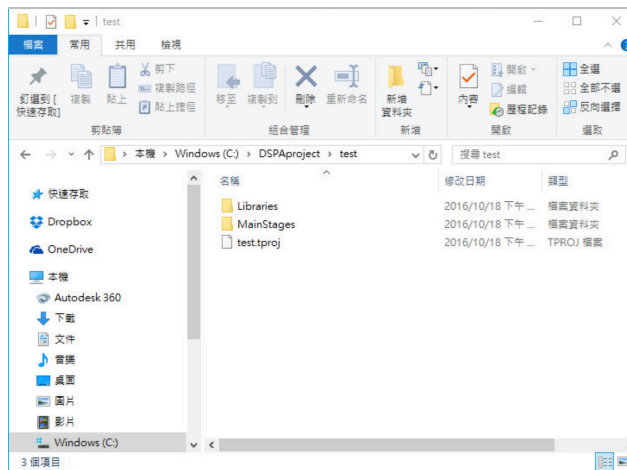 test
檔案 常用 共用 檢視
釘選到 [快速存取]
複製
貼上
剪下
複製路徑
貼上捷徑
剪貼簿
移至
複製到
刪除
重新命名
組合管理
新增
資料夾
新增
內容
開啟
編輯
歷程記錄
開啟
全選
全部不選
反向選擇
選取
本機 > Windows (C:) > DSPAproject > test
搜尋 test
快速存取
Dropbox
OneDrive
本機
Autodesk 360
下載
文件
音樂
桌面
圖片
影片
Windows (C:)
名稱 修改日期 類型
Libraries 2016/10/18 下午 ... 檔案資料夾
MainStages 2016/10/18 下午 ... 檔案資料夾
test.tproj 2016/10/18 下午 ... TPROJ 檔案
3 個項目